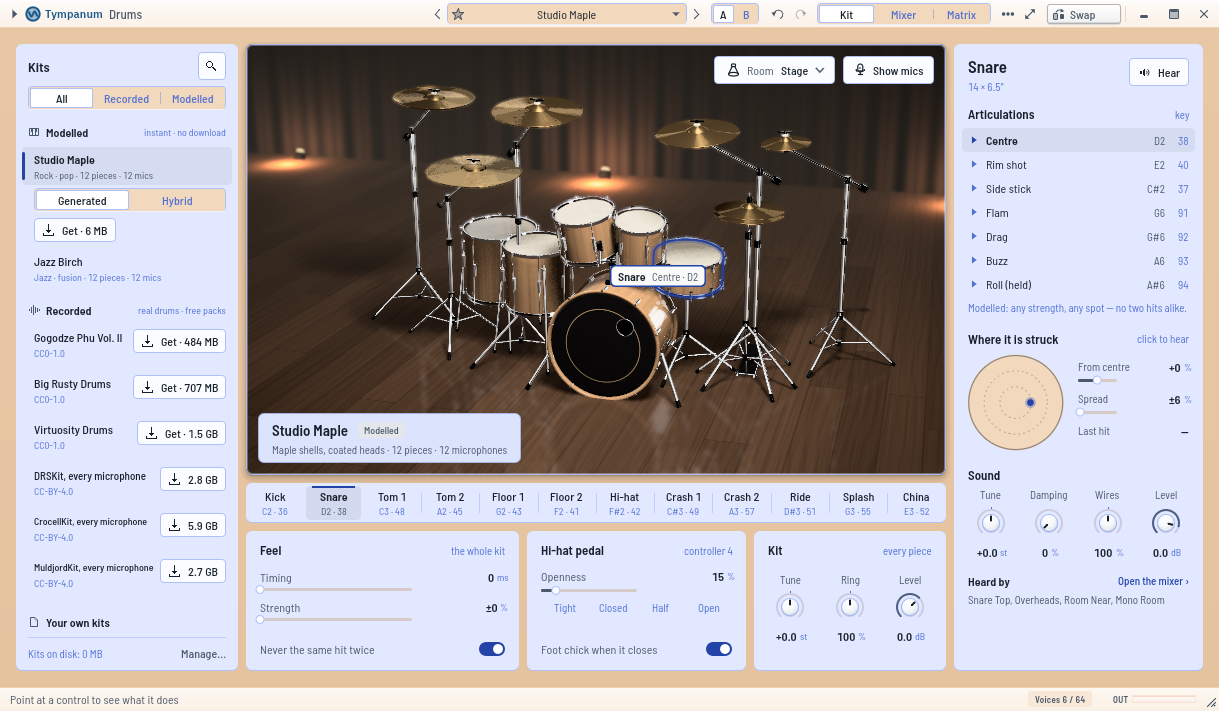 Tympanum Drums
Studio Maple
A B
Kit Mixer Matrix
Swap
Kits
All Recorded Modelled
Modelled instant · no download
Studio Maple
Rock · pop · 12 pieces · 12 mics
Generated Hybrid
Get · 6 MB
Jazz Birch
Jazz · fusion · 12 pieces · 12 mics
Recorded real drums · free packs
Gogodze Phu Vol. II
CC0-1.0
Get · 484 MB
Big Rusty Drums
CC0-1.0
Get · 707 MB
Virtuosity Drums
CC0-1.0
Get · 1.5 GB
DRSKit, every microphone
CC-BY-4.0
2.8 GB
CrocellKit, every microphone
CC-BY-4.0
5.9 GB
MuldjordKit, every microphone
CC-BY-4.0
2.7 GB
Your own kits
Kits on disk: 0 MB Manage...
Room Stage
Show mics
Snare Centre · D2
Studio Maple Modelled
Maple shells, coated heads · 12 pieces · 12 microphones
Kick Snare Tom 1 Tom 2 Floor 1 Floor 2 Hi-hat Crash 1 Crash 2 Ride Splash China
C2 · 36 D2 · 38 C3 · 48 A2 · 45 G2 · 43 F2 · 41 F#2 · 42 C#3 · 49 A3 · 57 D#3 · 51 G3 · 55 E3 · 52
Feel the whole kit
Timing 0 ms
Strength ±0 %
Never the same hit twice
Hi-hat pedal controller 4
Openness 15 %
Tight Closed Half Open
Foot chick when it closes
Kit every piece
Tune Ring Level
+0.0 st 100 % 0.0 dB
Snare
14 × 6.5"
Hear
Articulations key
Centre D2 38
Rim shot E2 40
Side stick C#2 37
Flam G6 91
Drag G#6 92
Buzz A6 93
Roll (held) A#6 94
Modelled: any strength, any spot — no two hits alike.
Where it is struck click to hear
From centre +0 %
Spread ±6 %
Last hit —
Sound
Tune Damping Wires Level
+0.0 st 0 % 100 % 0.0 dB
Heard by Open the mixer ›
Snare Top, Overheads, Room Near, Mono Room
Point at a control to see what it does
Voices 6 / 64
OUT